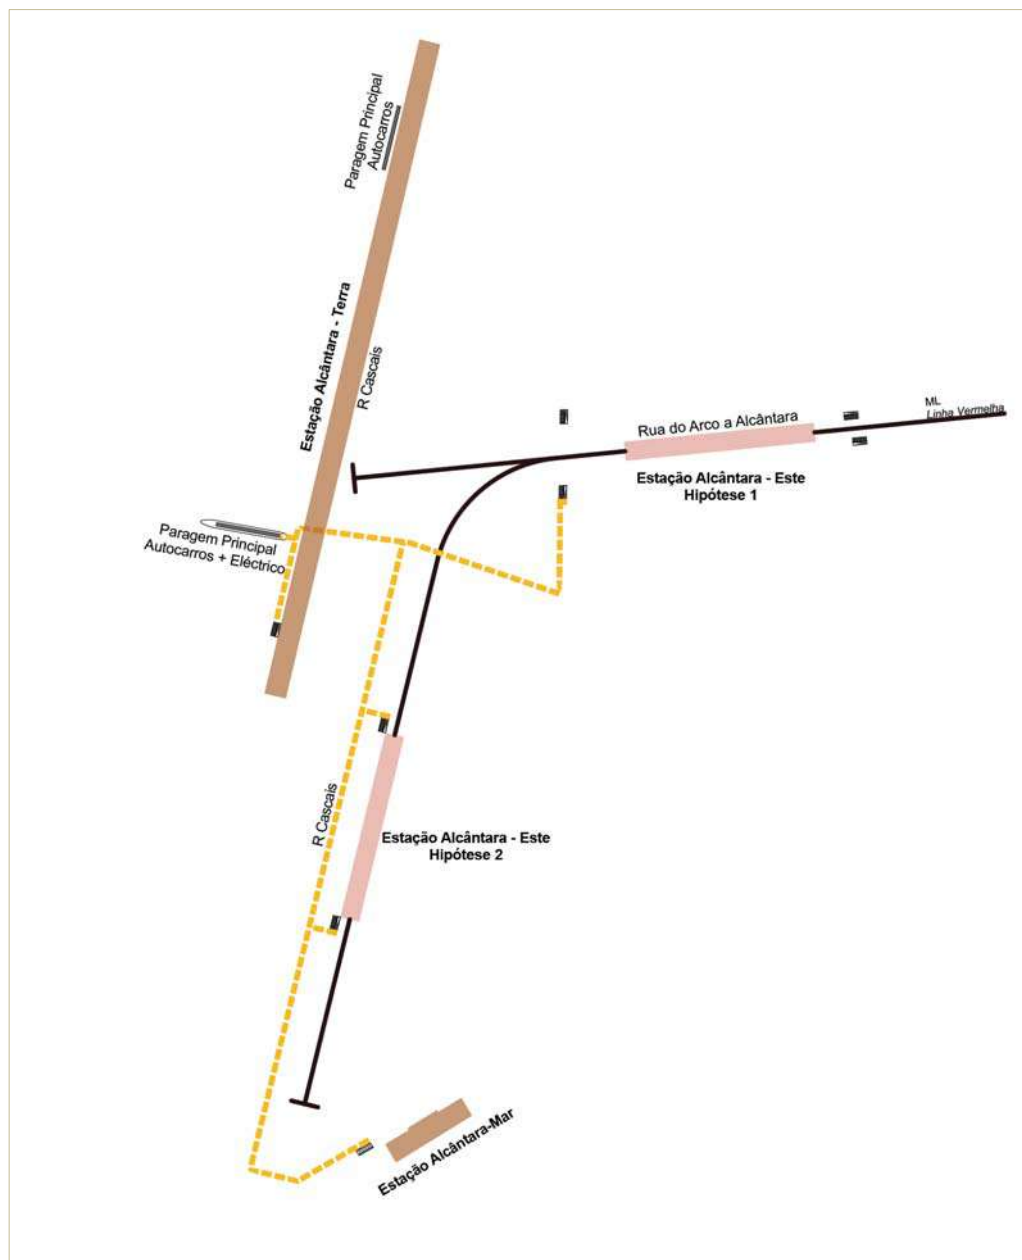 Paragem Principal
Autocarros
Estação Alcântara - Terra
R Cascais
ML
Linha Vermelha
Rua do Arco a Alcântara
Estação Alcântara - Este
Hipótese 1
Paragem Principal
Autocarros + Eléctrico
R Cascais
Estação Alcântara - Este
Hipótese 2
Estação Alcântara-Mar